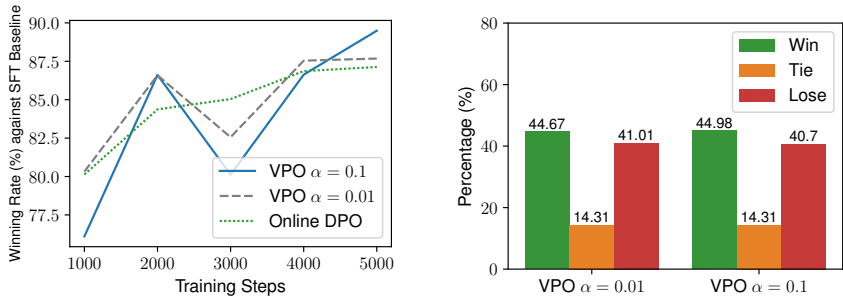 Winning Rate (%) against SFT Baseline
90.0
87.5
85.0
82.5
80.0
77.5
1000
2000
3000
4000
5000
Training Steps
VPO α = 0.1
VPO α = 0.01
Online DPO
Percentage (%)
80
60
40
20
0
Win
Tie
Lose
44.67
14.31
41.01
44.98
14.31
40.7
VPO α = 0.01
VPO α = 0.1